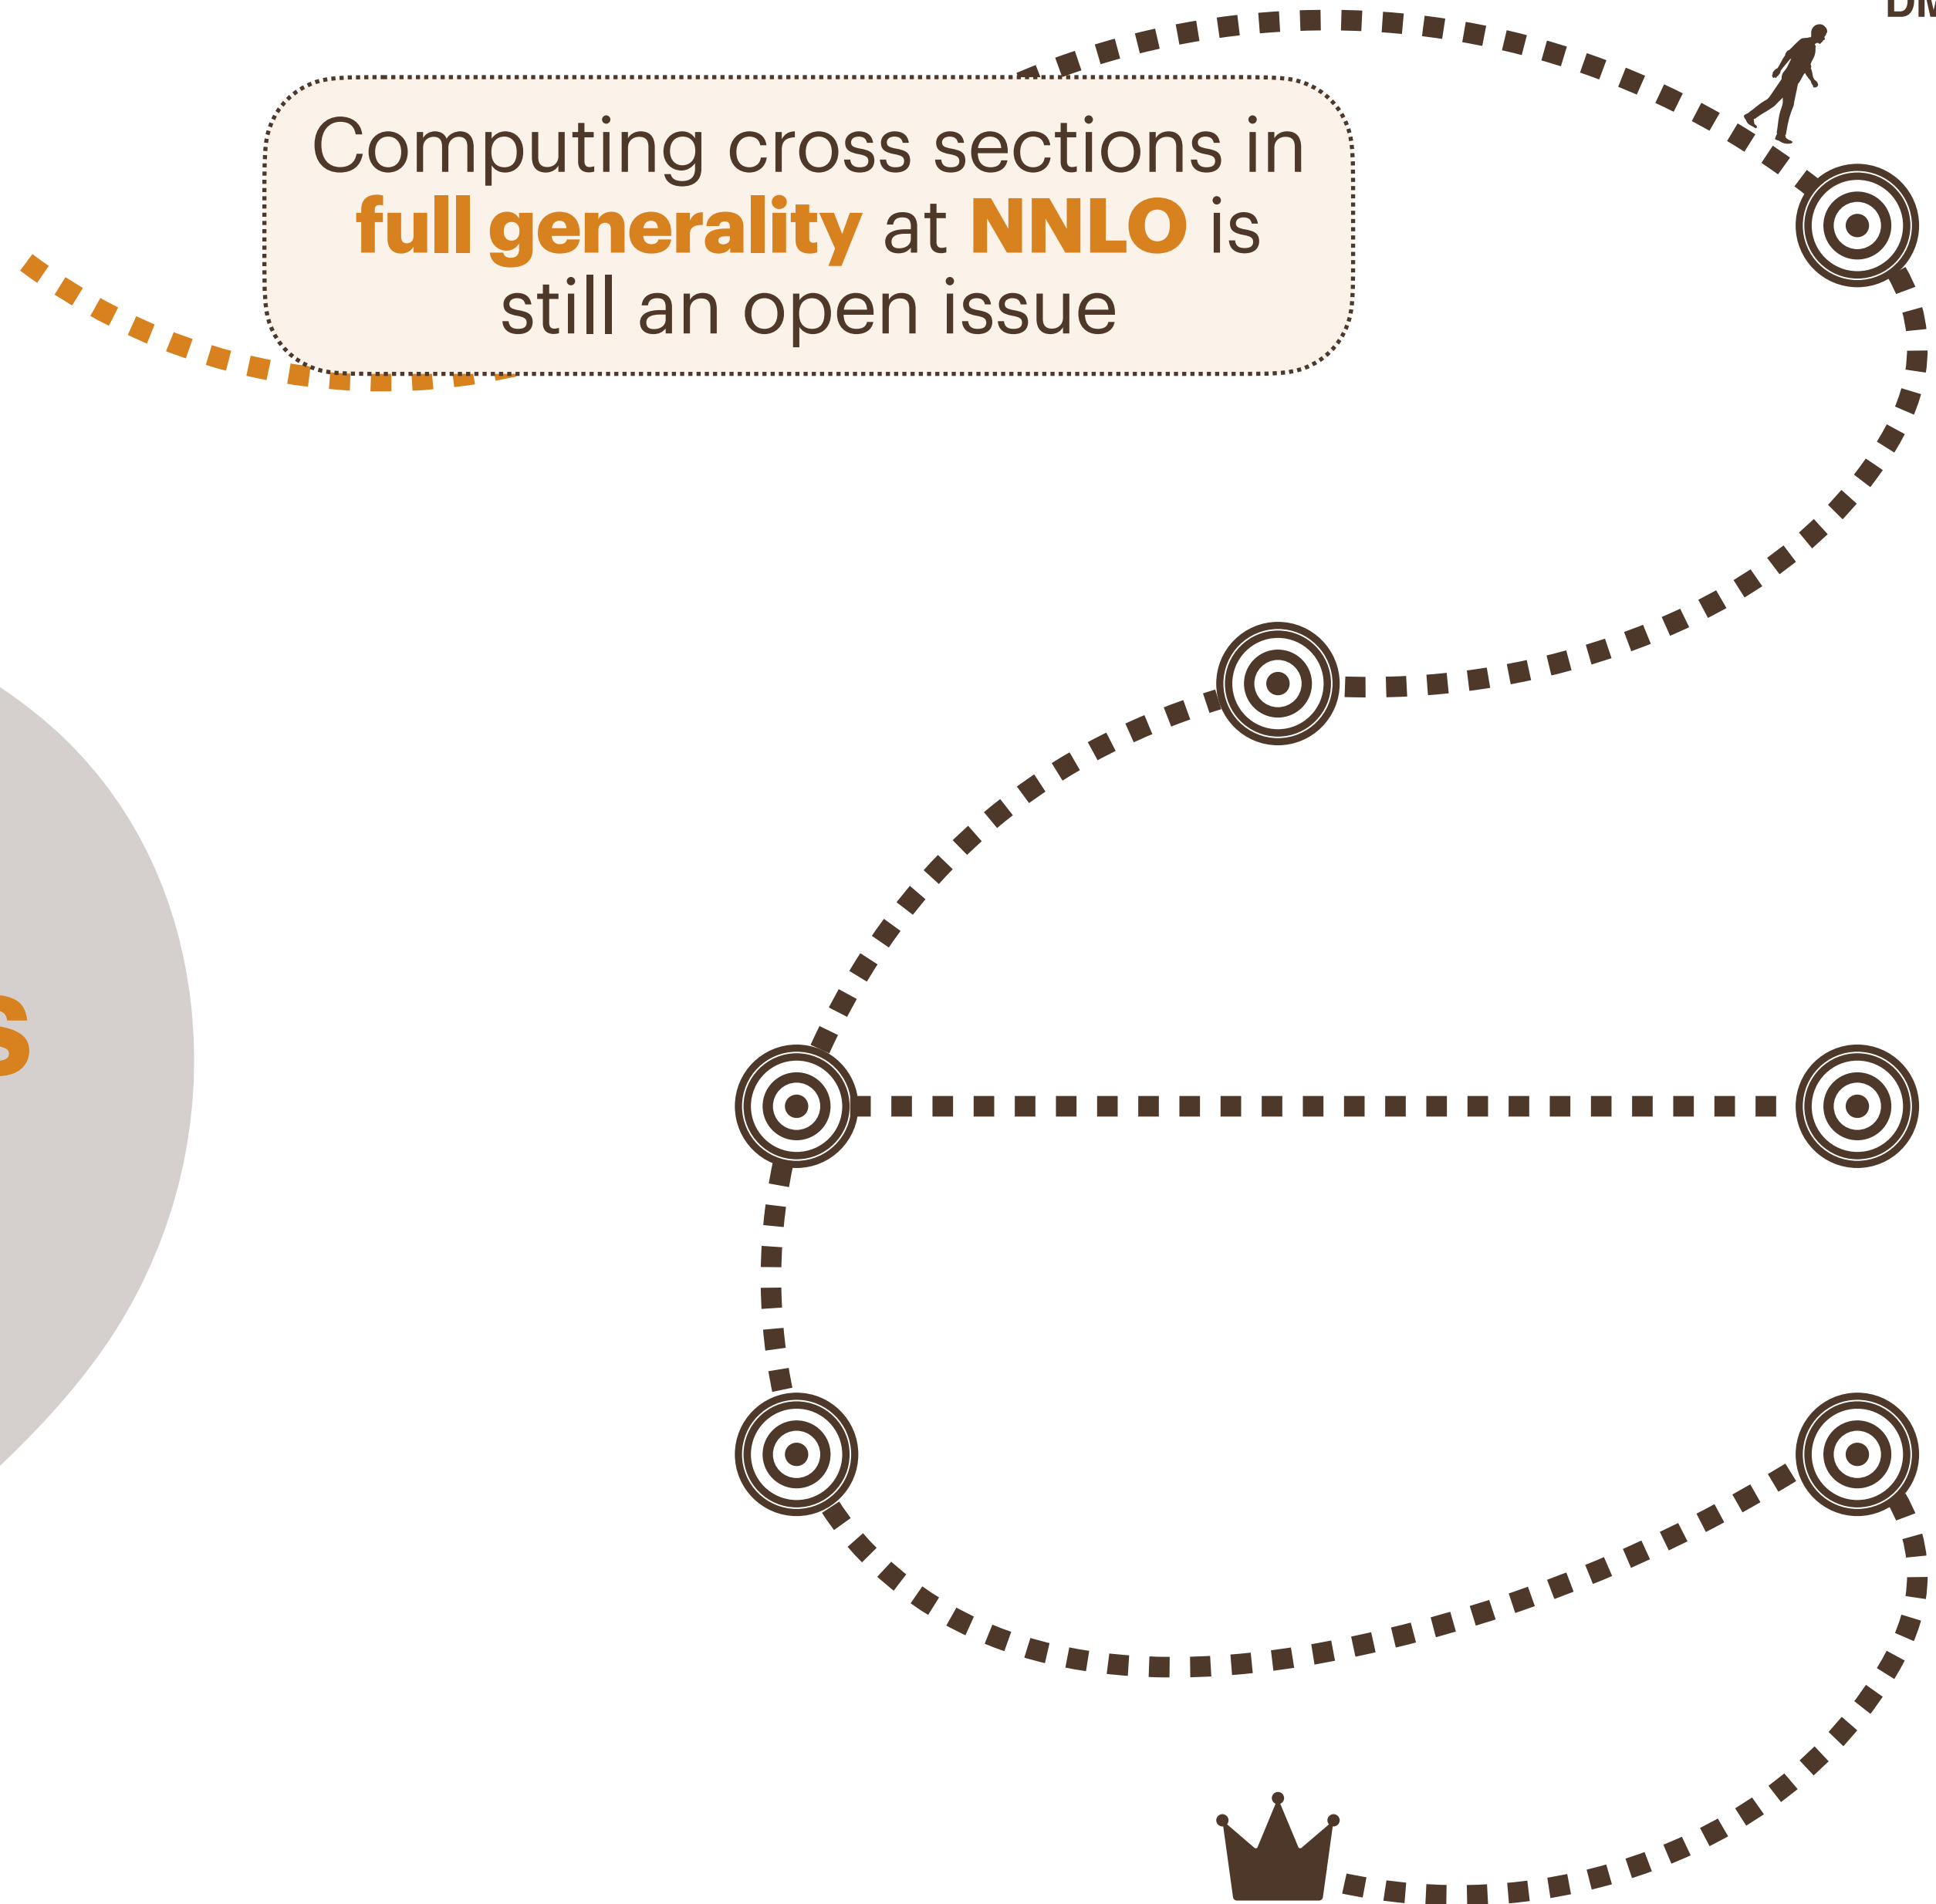 Computing cross sections in
full generality at NNLO is
still an open issue
s